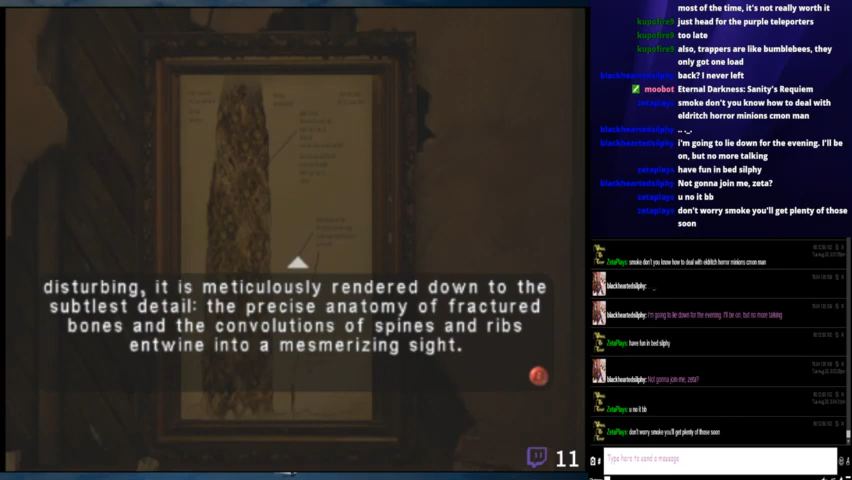 disturbing, it is meticulously rendered down to the
subtlest detail: the precise anatomy of fractured
bones and the convolutions of spines and ribs
entwine into a mesmerizing sight.
11
most of the time, it's not really worth it
kupofire9 just head for the purple teleporters
kupofire9 too late
kupofire9 also, trappers are like bumblebees, they
only got one load
blackheartedsilphy back? I never left
moobot Eternal Darkness: Sanity's Requiem
zetaplays smoke don't you know how to deal with
eldritch horror minions cmon man
blackheartedsilphy .. -_-
blackheartedsilphy i'm going to lie down for the evening. I'll be
on, but no more talking
zetaplays have fun in bed silphy
blackheartedsilphy Not gonna join me, zeta?
zetaplays u no it bb
zetaplays don't worry smoke you'll get plenty of those
soon
ZetaPlays: smoke don't you know how to deal with eldritch horror minions cmon man
blackheartedsilphy:
blackheartedsilphy: i'm going to lie down for the evening. I'll be on, but no more talking
ZetaPlays: have fun in bed silphy
blackheartedsilphy: Not gonna join me, zeta?
ZetaPlays: u no it bb
ZetaPlays: don't worry smoke you'll get plenty of those soon
Type here to send a message